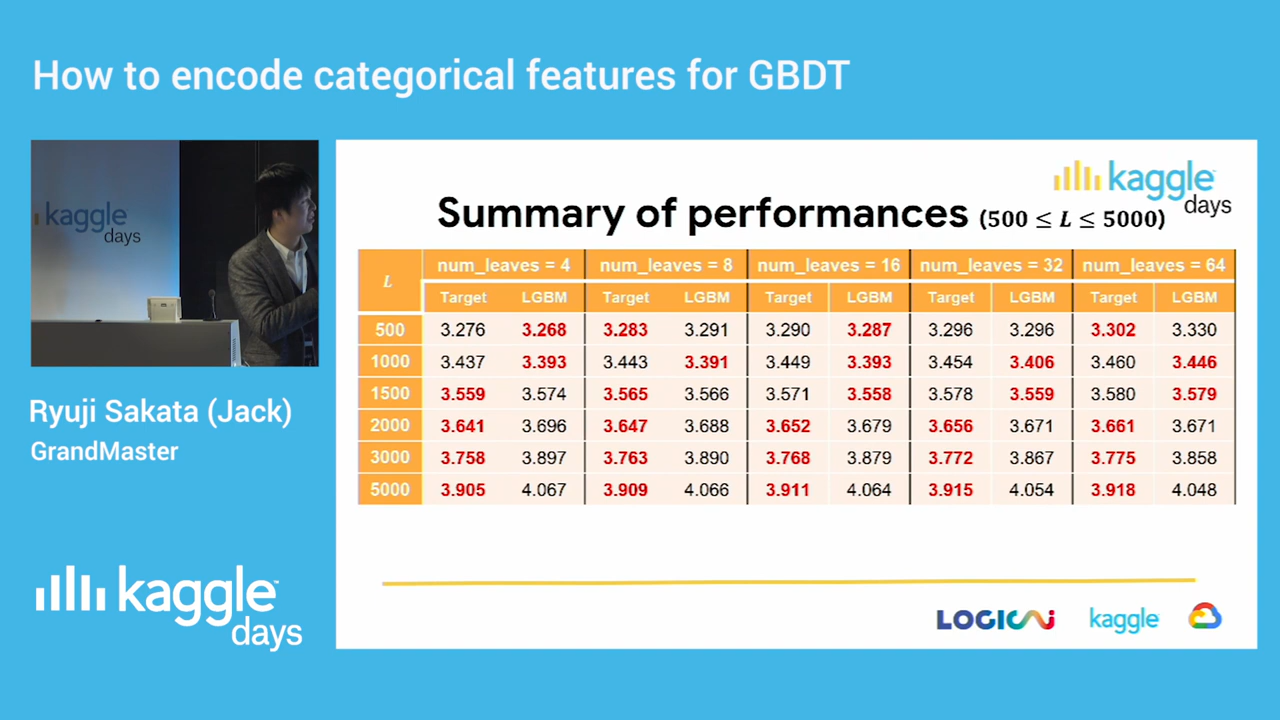 How to encode categorical features for GBDT
kaggle
days
Ryuji Sakata (Jack)
GrandMaster
kaggle™
days
kaggle
days
Summary of performances (500 ≤ L ≤ 5000)
L num_leaves = 4 num_leaves = 8 num_leaves = 16 num_leaves = 32 num_leaves = 64
Target LGBM Target LGBM Target LGBM Target LGBM Target LGBM
500 3.276 3.268 3.283 3.291 3.290 3.287 3.296 3.296 3.302 3.330
1000 3.437 3.393 3.443 3.391 3.449 3.393 3.454 3.406 3.460 3.446
1500 3.559 3.574 3.565 3.566 3.571 3.558 3.578 3.559 3.580 3.579
2000 3.641 3.696 3.647 3.688 3.652 3.679 3.656 3.671 3.661 3.671
3000 3.758 3.897 3.763 3.890 3.768 3.879 3.772 3.867 3.775 3.858
5000 3.905 4.067 3.909 4.066 3.911 4.064 3.915 4.054 3.918 4.048
LOGICAI
kaggle